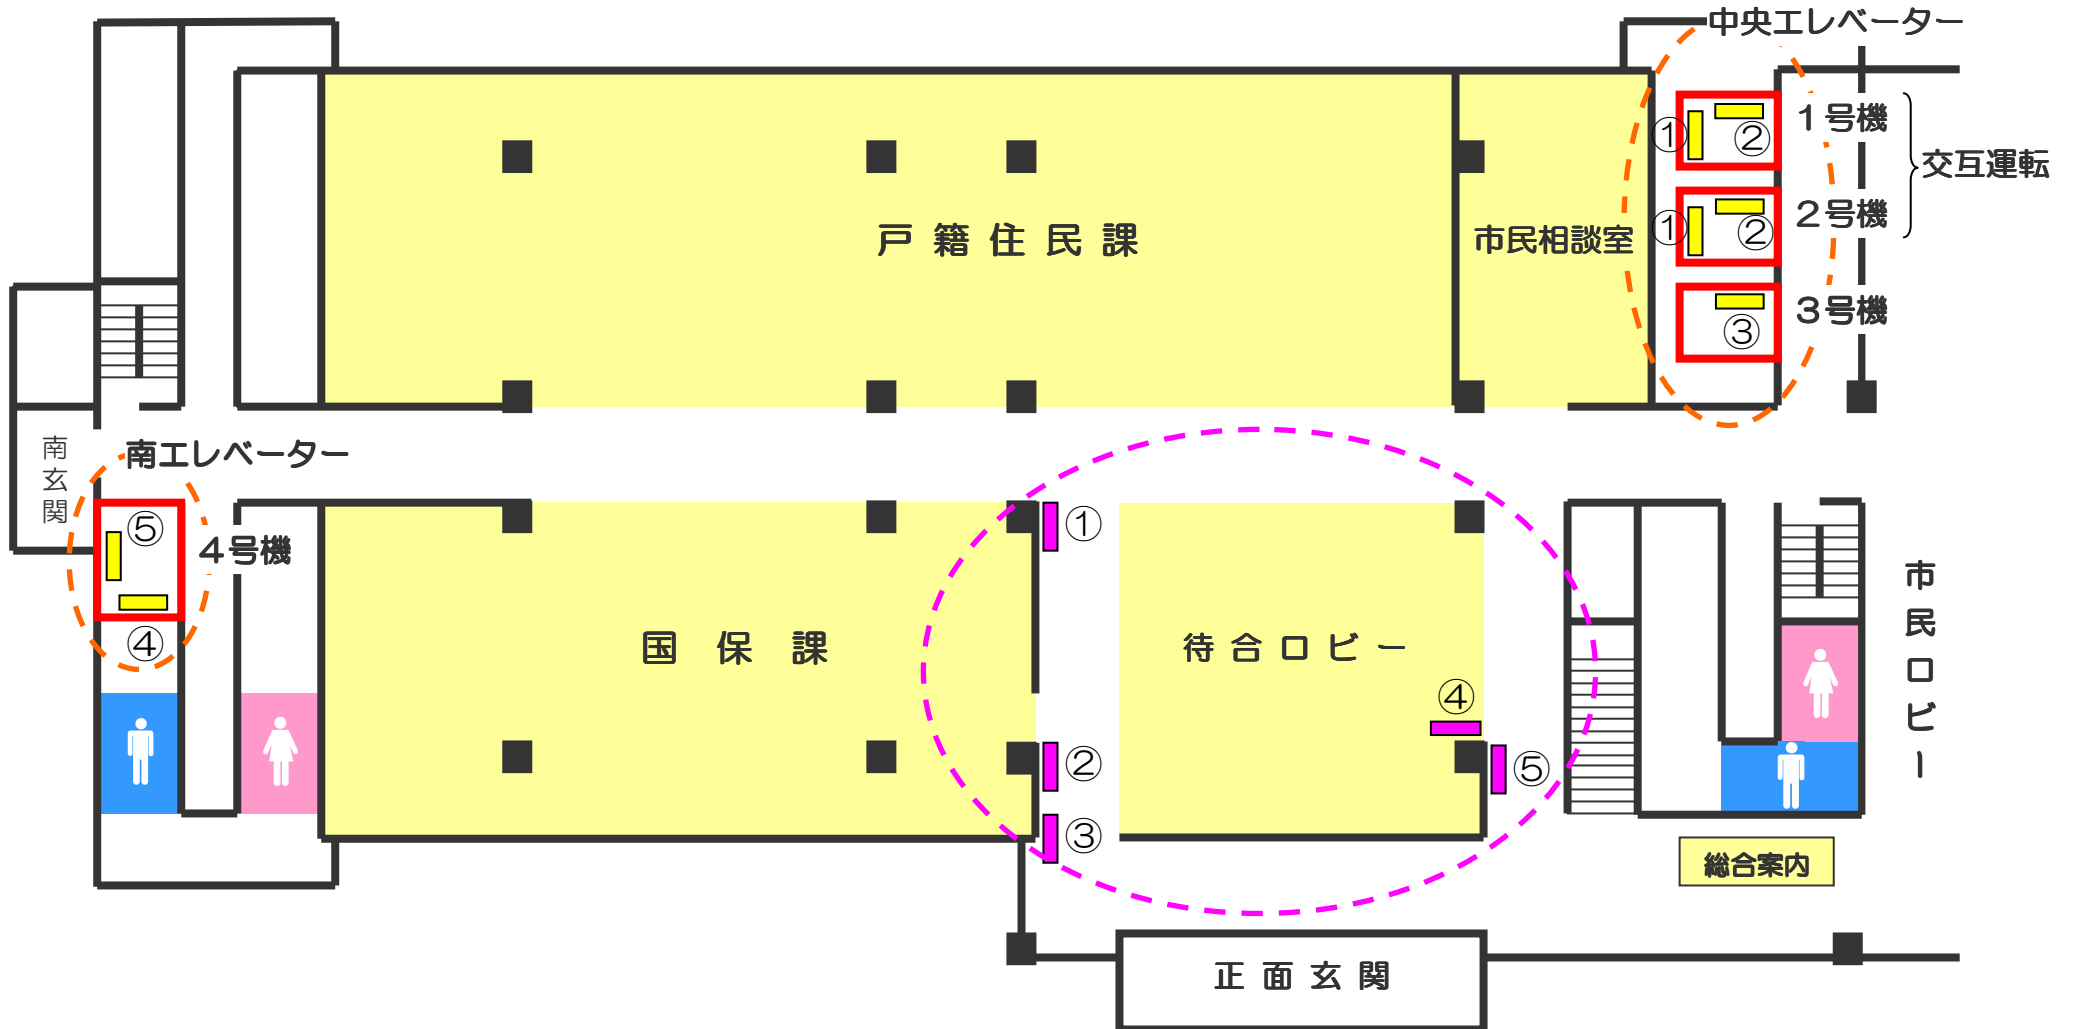 中央エレベーター
① ② １号機
交互運転
① ② ２号機
戸籍住民課
市民相談室
③ ３号機
南玄関
南エレベーター
⑤
４号機
④
①
国保課
待合ロビー
④
②
⑤
③
市民ロビー
総合案内
正面玄関